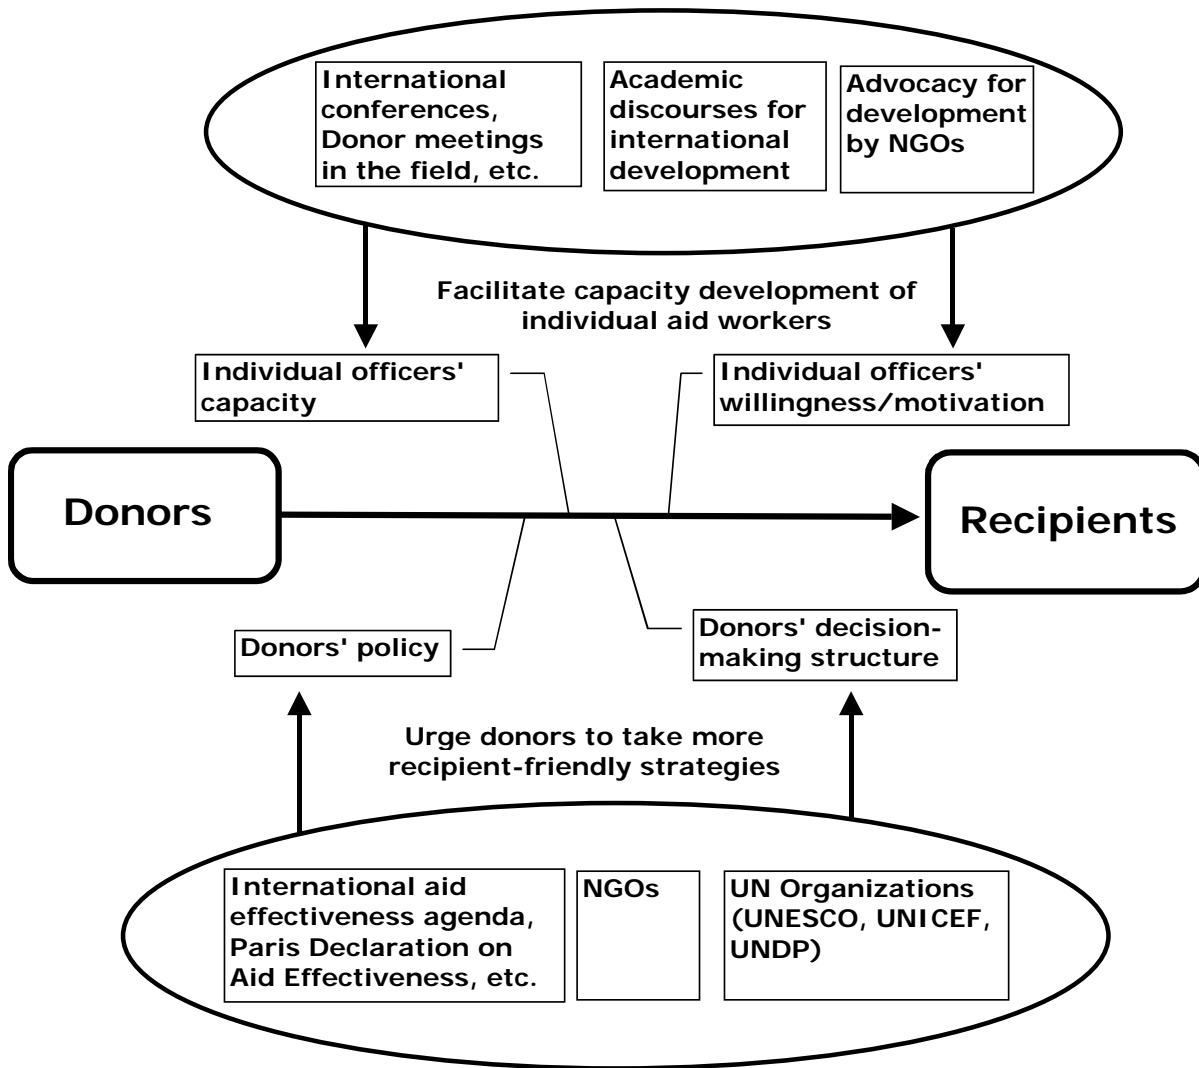 International
conferences,
Donor meetings
in the field, etc.
Academic
discourses for
international
development
Advocacy for
development
by NGOs
Facilitate capacity development of
individual aid workers
Individual officers'
capacity
Individual officers'
willingness/motivation
Donors
Recipients
Donors' policy
Donors' decision-
making structure
Urge donors to take more
recipient-friendly strategies
International aid
effectiveness agenda,
Paris Declaration on
Aid Effectiveness, etc.
NGOs
UN Organizations
(UNESCO, UNICEF,
UNDP)